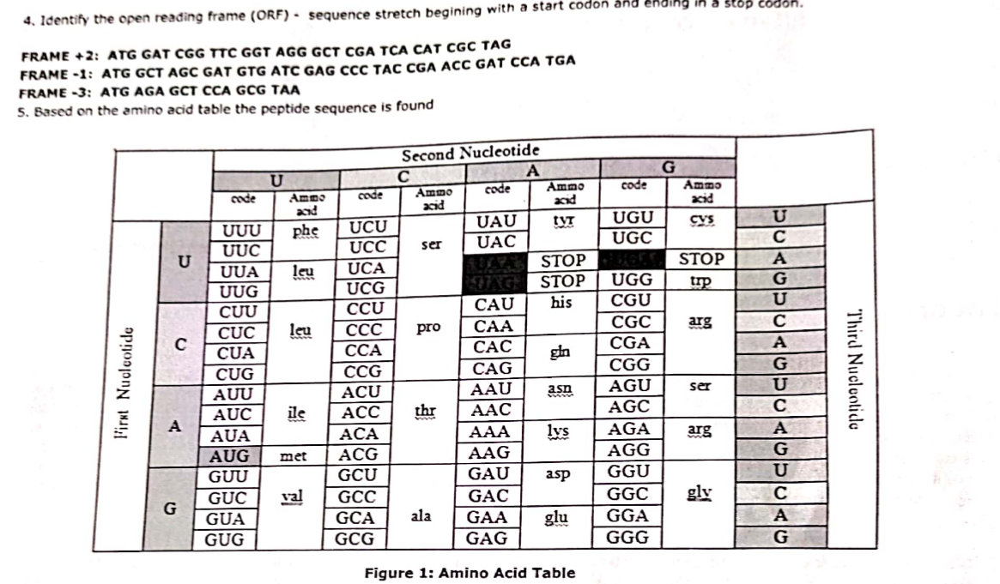 4. Identify the open reading frame (ORF) - sequence stretch begining with a start codon and ending in a stop codon.
FRAME +2: ATG GAT CGG TTC GGT AGG GCT CGA TCA CAT CGC TAG
FRAME -1: ATG GCT AGC GAT GTG ATC GAG CCC TAC CGA ACC GAT CCA TGA
FRAME -3: ATG AGA GCT CCA GCG TAA
5. Based on the amino acid table the peptide sequence is found
Second Nucleotide
U C A G
code Amino acid code Amino acid code Amino acid code Amino acid
First Nucleotide
Third Nucleotide
U UUU phe UCU ser UAU tyr UGU cys U
UUC UCC UAC UGC C
UUA leu UCA UAA STOP UGA STOP A
UUG UCG UAG STOP UGG trp G
C CUU leu CCU pro CAU his CGU arg U
CUC CCC CAA CGC C
CUA CCA CAC gln CGA A
CUG CCG CAG CGG G
A AUU ile ACU thr AAU asn AGU ser U
AUC ACC AAC AGC C
AUA ACA AAA lys AGA arg A
AUG met ACG AAG AGG G
G GUU val GCU ala GAU asp GGU gly U
GUC GCC GAC GGC C
GUA GCA GAA glu GGA A
GUG GCG GAG GGG G
Figure 1: Amino Acid Table